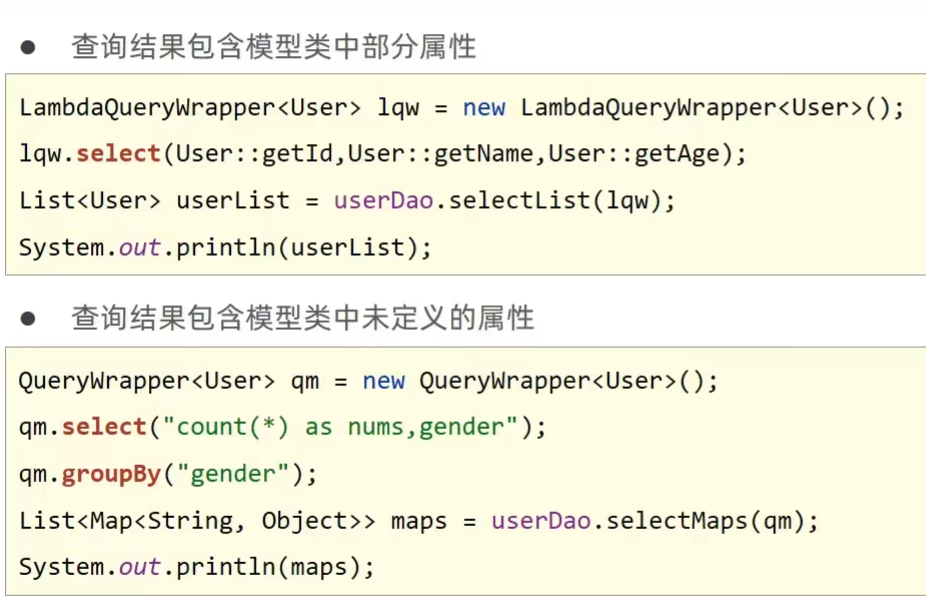 ● 查询结果包含模型类中部分属性
LambdaQueryWrapper<User> lqw = new LambdaQueryWrapper<User>();
lqw.select(User::getId,User::getName,User::getAge);
List<User> userList = userDao.selectList(lqw);
System.out.println(userList);
● 查询结果包含模型类中未定义的属性
QueryWrapper<User> qm = new QueryWrapper<User>();
qm.select("count(*) as nums,gender");
qm.groupBy("gender");
List<Map<String, Object>> maps = userDao.selectMaps(qm);
System.out.println(maps);